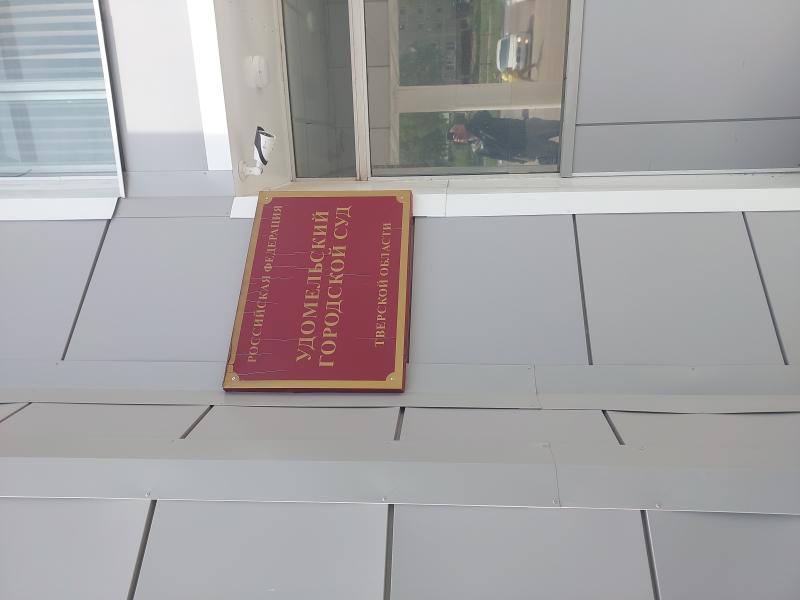 РОССИЙСКАЯ ФЕДЕРАЦИЯ
УДОМЕЛЬСКИЙ
ГОРОДСКОЙ СУД
ТВЕРСКОЙ ОБЛАСТИ